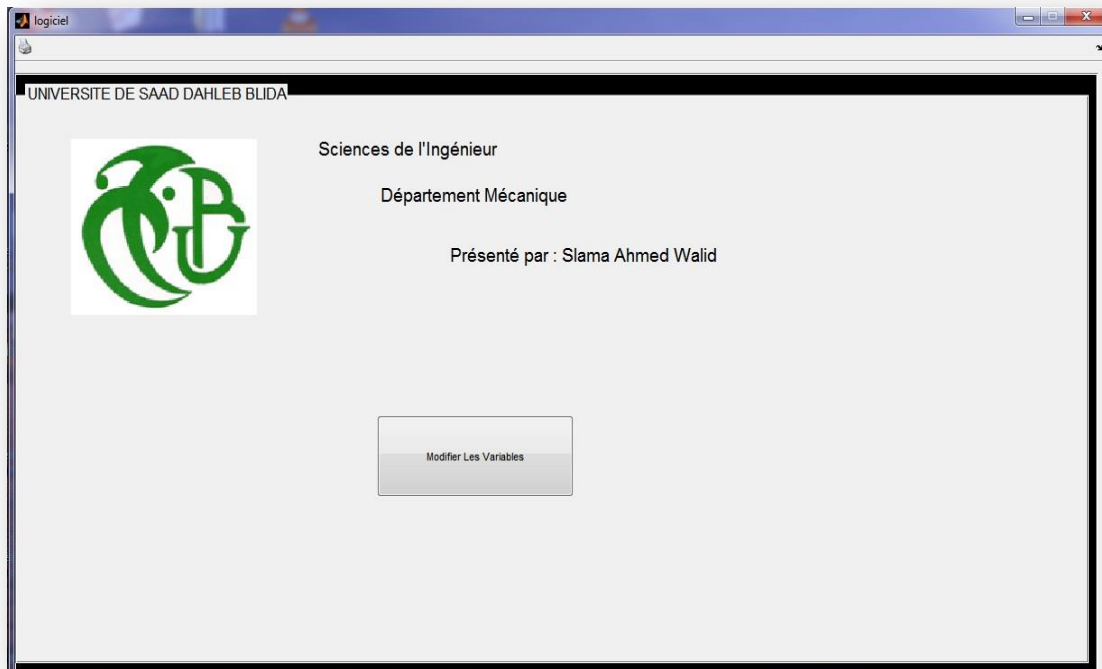 logiciel
UNIVERSITE DE SAAD DAHLEB BLIDA
Sciences de l'Ingénieur
Département Mécanique
Présenté par : Slama Ahmed Walid
Modifier Les Variables